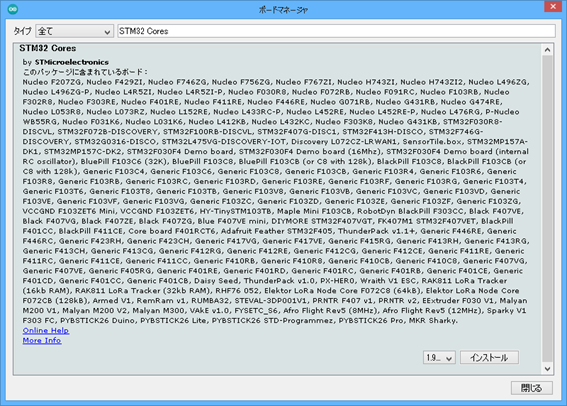 ボードマネージャ
タイプ 全て STM32 Cores
STM32 Cores
by STMicroelectronics
このパッケージに含まれているボード：
Nucleo F207ZG, Nucleo F429ZI, Nucleo F746ZG, Nucleo F756ZG, Nucleo F767ZI, Nucleo H743ZI, Nucleo H743ZI2, Nucleo L496ZG,
Nucleo L496ZG-P, Nucleo L4R5ZI, Nucleo L4R5ZI-P, Nucleo F030R8, Nucleo F072RB, Nucleo F091RC, Nucleo F103RB, Nucleo
F302R8, Nucleo F303RE, Nucleo F401RE, Nucleo F411RE, Nucleo F446RE, Nucleo G071RB, Nucleo G431RB, Nucleo G474RE,
Nucleo L053R8, Nucleo L073RZ, Nucleo L152RE, Nucleo L433RC-P, Nucleo L452RE, Nucleo L452RE-P, Nucleo L476RG, P-Nucleo
WB55RG, Nucleo F031K6, Nucleo L031K6, Nucleo L412KB, Nucleo L432KC, Nucleo F303K8, Nucleo G431KB, STM32F030R8-
DISCVL, STM32F072B-DISCOVERY, STM32F100RB-DISCVL, STM32F407G-DISC1, STM32F413H-DISCO, STM32F746G-
DISCOVERY, STM32G0316-DISCO, STM32L475VG-DISCOVERY-IOT, Discovery L072CZ-LRWAN1, SensorTile.box, STM32MP157A-
DK1, STM32MP157C-DK2, STM32F030F4 Demo board, STM32F030F4 Demo board (16Mhz), STM32F030F4 Demo board (internal
RC oscillator), BluePill F103C6 (32K), BluePill F103C8, BluePill F103CB (or C8 with 128k), BlackPill F103C8, BlackPill F103CB (or
C8 with 128k), Generic F103C4, Generic F103C6, Generic F103C8, Generic F103CB, Generic F103R4, Generic F103R6, Generic
F103R8, Generic F103RB, Generic F103RC, Generic F103RD, Generic F103RE, Generic F103RF, Generic F103RG, Generic F103T4,
Generic F103T6, Generic F103T8, Generic F103TB, Generic F103V8, Generic F103VB, Generic F103VC, Generic F103VD, Generic
F103VE, Generic F103VF, Generic F103VG, Generic F103ZC, Generic F103ZD, Generic F103ZE, Generic F103ZF, Generic F103ZG,
VCCGND F103ZET6 Mini, VCCGND F103ZET6, HY-TinySTM103TB, Maple Mini F103CB, RobotDyn BlackPill F303CC, Black F407VE,
Black F407VG, Black F407ZE, Black F407ZG, Blue F407VE mini, DIYMORE STM32F407VGT, FK407M1 STM32F407VET, BlackPill
F401CC, BlackPill F411CE, Core board F401RCT6, Adafruit Feather STM32F405, ThunderPack v1.1+, Generic F446RE, Generic
F446RC, Generic F423RH, Generic F423CH, Generic F417VG, Generic F417VE, Generic F415RG, Generic F413RH, Generic F413RG,
Generic F413CH, Generic F413CG, Generic F412RG, Generic F412RE, Generic F412CG, Generic F412CE, Generic F411RE, Generic
F411RC, Generic F411CE, Generic F411CC, Generic F410RB, Generic F410R8, Generic F410CB, Generic F410C8, Generic F407VG,
Generic F407VE, Generic F405RG, Generic F401RE, Generic F401RD, Generic F401RC, Generic F401RB, Generic F401CE, Generic
F401CD, Generic F401CC, Generic F401CB, Daisy Seed, ThunderPack v1.0, PX-HER0, Wraith V1 ESC, RAK811 LoRa Tracker
(16kb RAM), RAK811 LoRa Tracker (32kb RAM), RHF76 052, Elektor LoRa Node Core F072C8 (64kB), Elektor LoRa Node Core
F072CB (128kB), Armed V1, RemRam v1, RUMBA32, STEVAL-3DP001V1, PRNTR F407 v1, PRNTR v2, EExtruder F030 V1, Malyan
M200 V1, Malyan M200 V2, Malyan M300, VAkE v1.0, FYSETC_S6, Afro Flight Rev5 (8MHz), Afro Flight Rev5 (12MHz), Sparky V1
F303 FC, PYBSTICK26 Duino, PYBSTICK26 Lite, PYBSTICK26 STD-Programmez, PYBSTICK26 Pro, MKR Sharky.
Online Help
More Info
1.9... インストール
閉じる